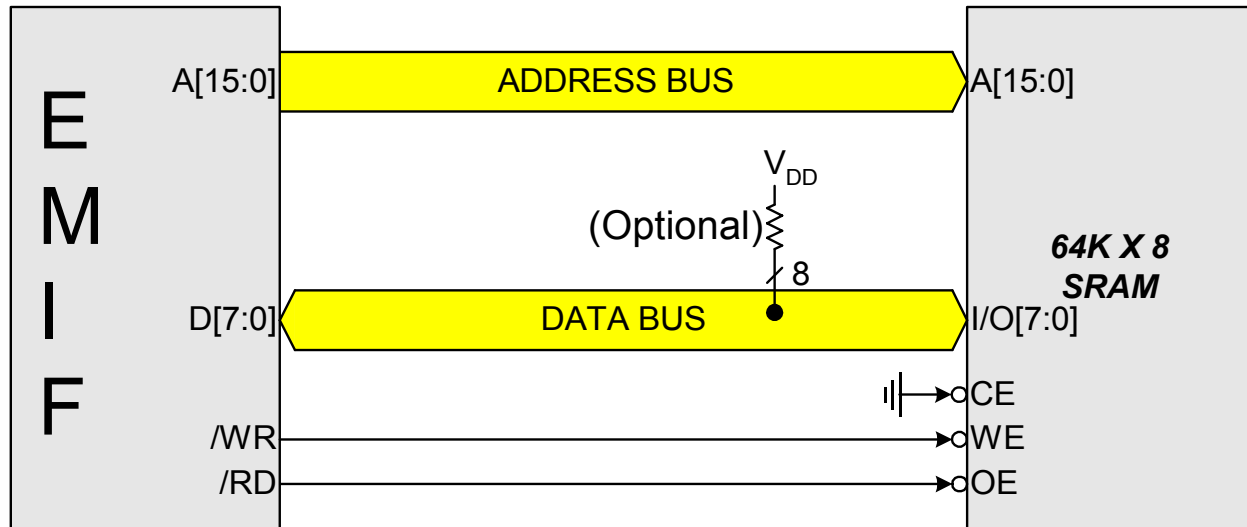 EMIF
A[15:0]
ADDRESS BUS
A[15:0]
VDD
(Optional)
8
64K X 8
SRAM
D[7:0]
DATA BUS
I/O[7:0]
CE
/WR
WE
/RD
OE